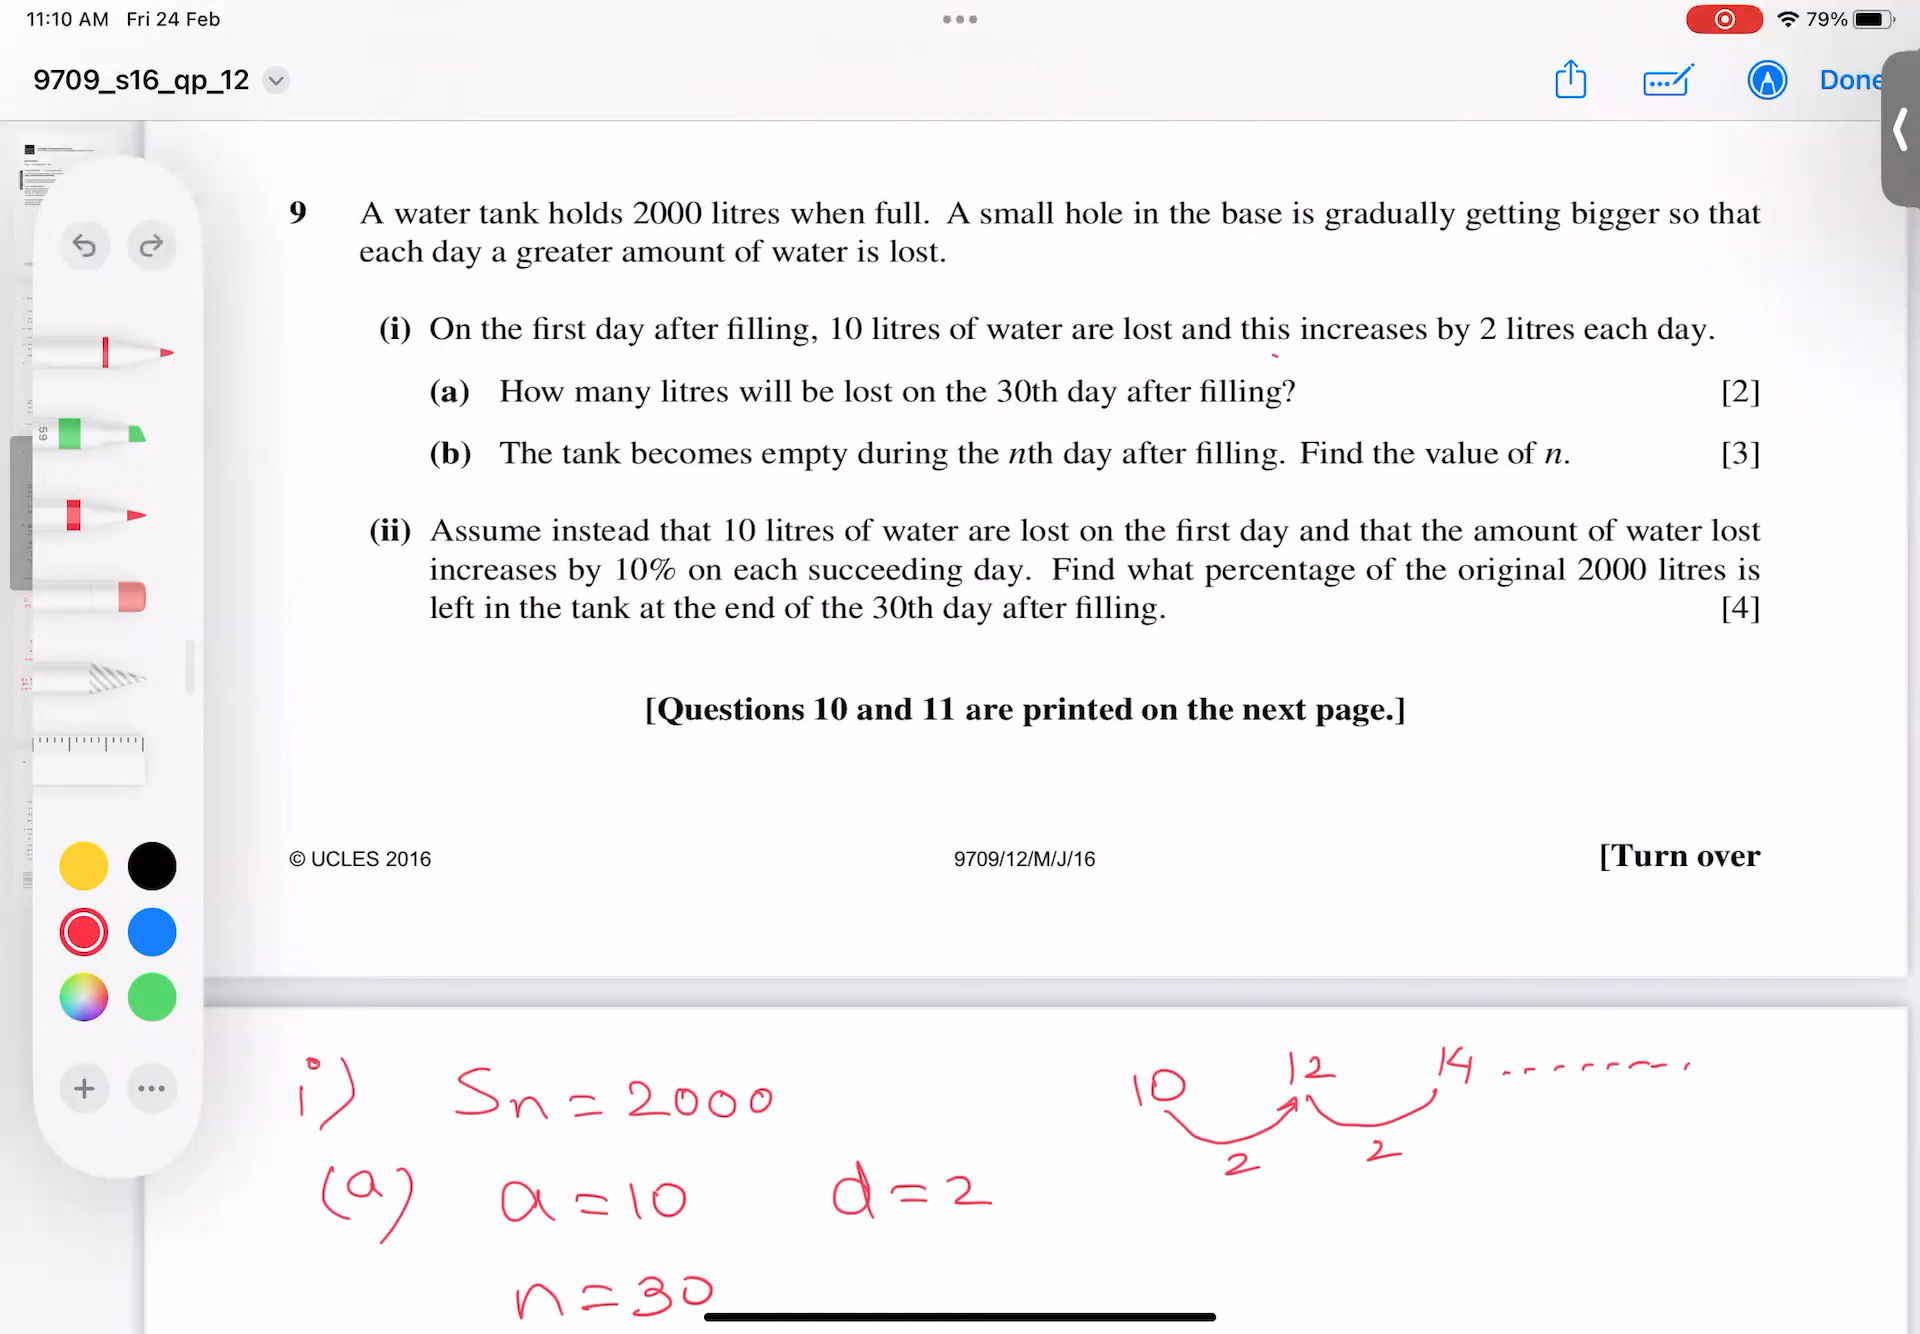 11:10 AM Fri 24 Feb
79%
9709_s16_qp_12
Done
9 A water tank holds 2000 litres when full. A small hole in the base is gradually getting bigger so that
each day a greater amount of water is lost.
(i) On the first day after filling, 10 litres of water are lost and this increases by 2 litres each day.
(a) How many litres will be lost on the 30th day after filling? [2]
(b) The tank becomes empty during the nth day after filling. Find the value of n. [3]
(ii) Assume instead that 10 litres of water are lost on the first day and that the amount of water lost
increases by 10% on each succeeding day. Find what percentage of the original 2000 litres is
left in the tank at the end of the 30th day after filling. [4]
[Questions 10 and 11 are printed on the next page.]
© UCLES 2016 9709/12/M/J/16 [Turn over
59
i) Sn = 2000 10 12 14 ........
2 2
(a) a = 10 d = 2
n = 30